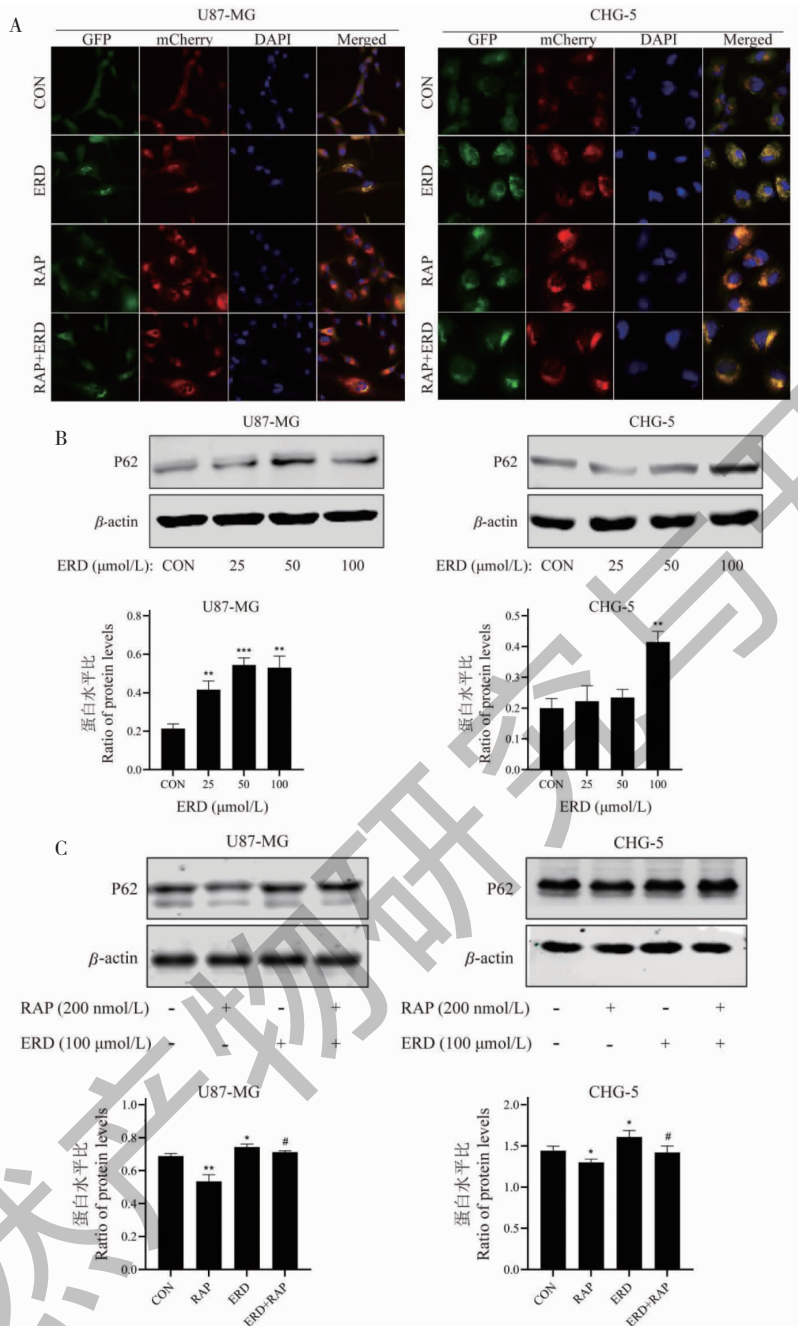 A
U87-MG
CHG-5
GFP mCherry DAPI Merged
GFP mCherry DAPI Merged
CON
ERD
RAP
RAP+ERD
CON
ERD
RAP
RAP+ERD
B
U87-MG
CHG-5
P62
P62
β-actin
β-actin
ERD (μmol/L): CON 25 50 100
ERD (μmol/L): CON 25 50 100
U87-MG
蛋白水平比
Ratio of protein levels
0.8
0.6
0.4
0.2
0.0
** *** **
CON 25 50 100
ERD (μmol/L)
CHG-5
蛋白水平比
Ratio of protein levels
0.5
0.4
0.3
0.2
0.1
0.0
**
CON 25 50 100
ERD (μmol/L)
C
U87-MG
CHG-5
P62
P62
β-actin
β-actin
RAP (200 nmol/L) - + - +
RAP (200 nmol/L) - + - +
ERD (100 μmol/L) - - + +
ERD (100 μmol/L) - - + +
U87-MG
蛋白水平比
Ratio of protein levels
1.0
0.8
0.6
0.4
0.2
0.0
** * #
CON RAP ERD ERD+RAP
CHG-5
蛋白水平比
Ratio of protein levels
2.0
1.5
1.0
0.5
0.0
* * #
CON RAP ERD ERD+RAP
然产物研究与开